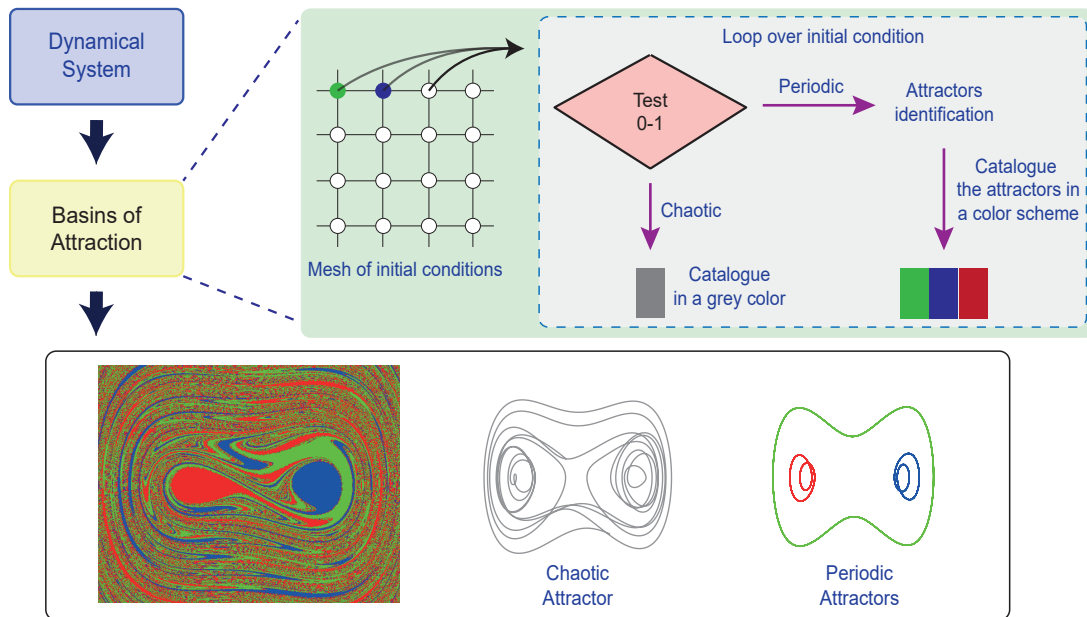 Dynamical
System
Basins of
Attraction
Mesh of initial conditions
Loop over initial condition
Test
0-1
Periodic
Attractors
identification
Chaotic
Catalogue
the attractors in
a color scheme
Catalogue
in a grey color
Chaotic
Attractor
Periodic
Attractors